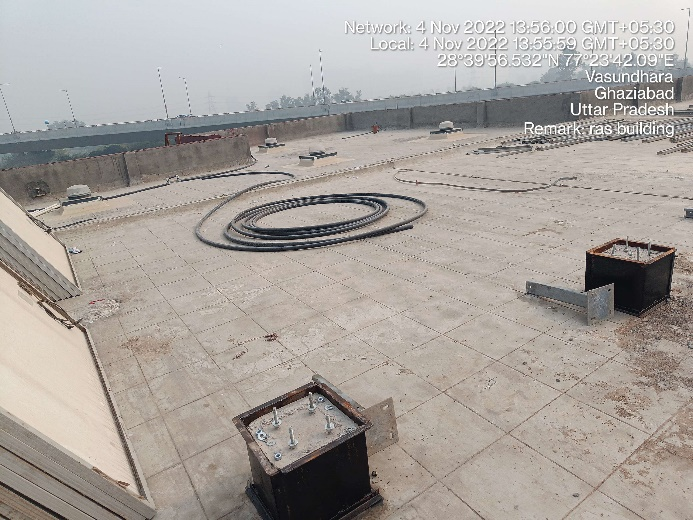 Network: 4 Nov 2022 13:56:00 GMT+05:30
Local: 4 Nov 2022 13:55:59 GMT+05:30
28°39'56.532"N 77°23'42.09"E
Vasundhara
Ghaziabad
Uttar Pradesh
Remark: ras building